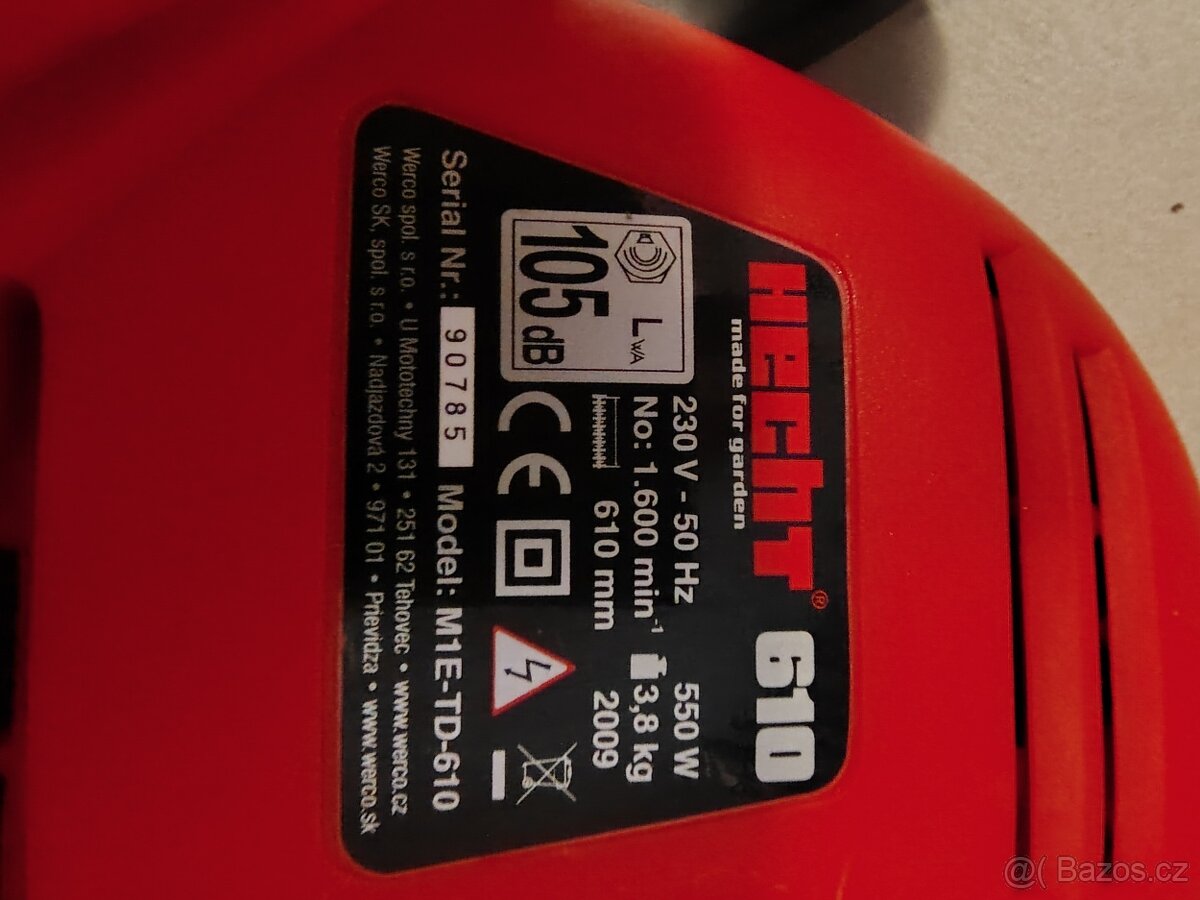 HECHT® 610
made for garden
230 V - 50 Hz 550 W
No: 1.600 min-1 3,8 kg
610 mm 2009
LWA
105 dB
CE
Serial Nr.: 90785 Model: M1E-TD-610
Werco spol. s r.o. • U Mototechny 131 • 251 62 Tehovec • www.werco.cz
Werco SK, spol. s r.o. • Nadjazdová 2 • 971 01 • Prievidza • www.werco.sk
@( Bazos.cz